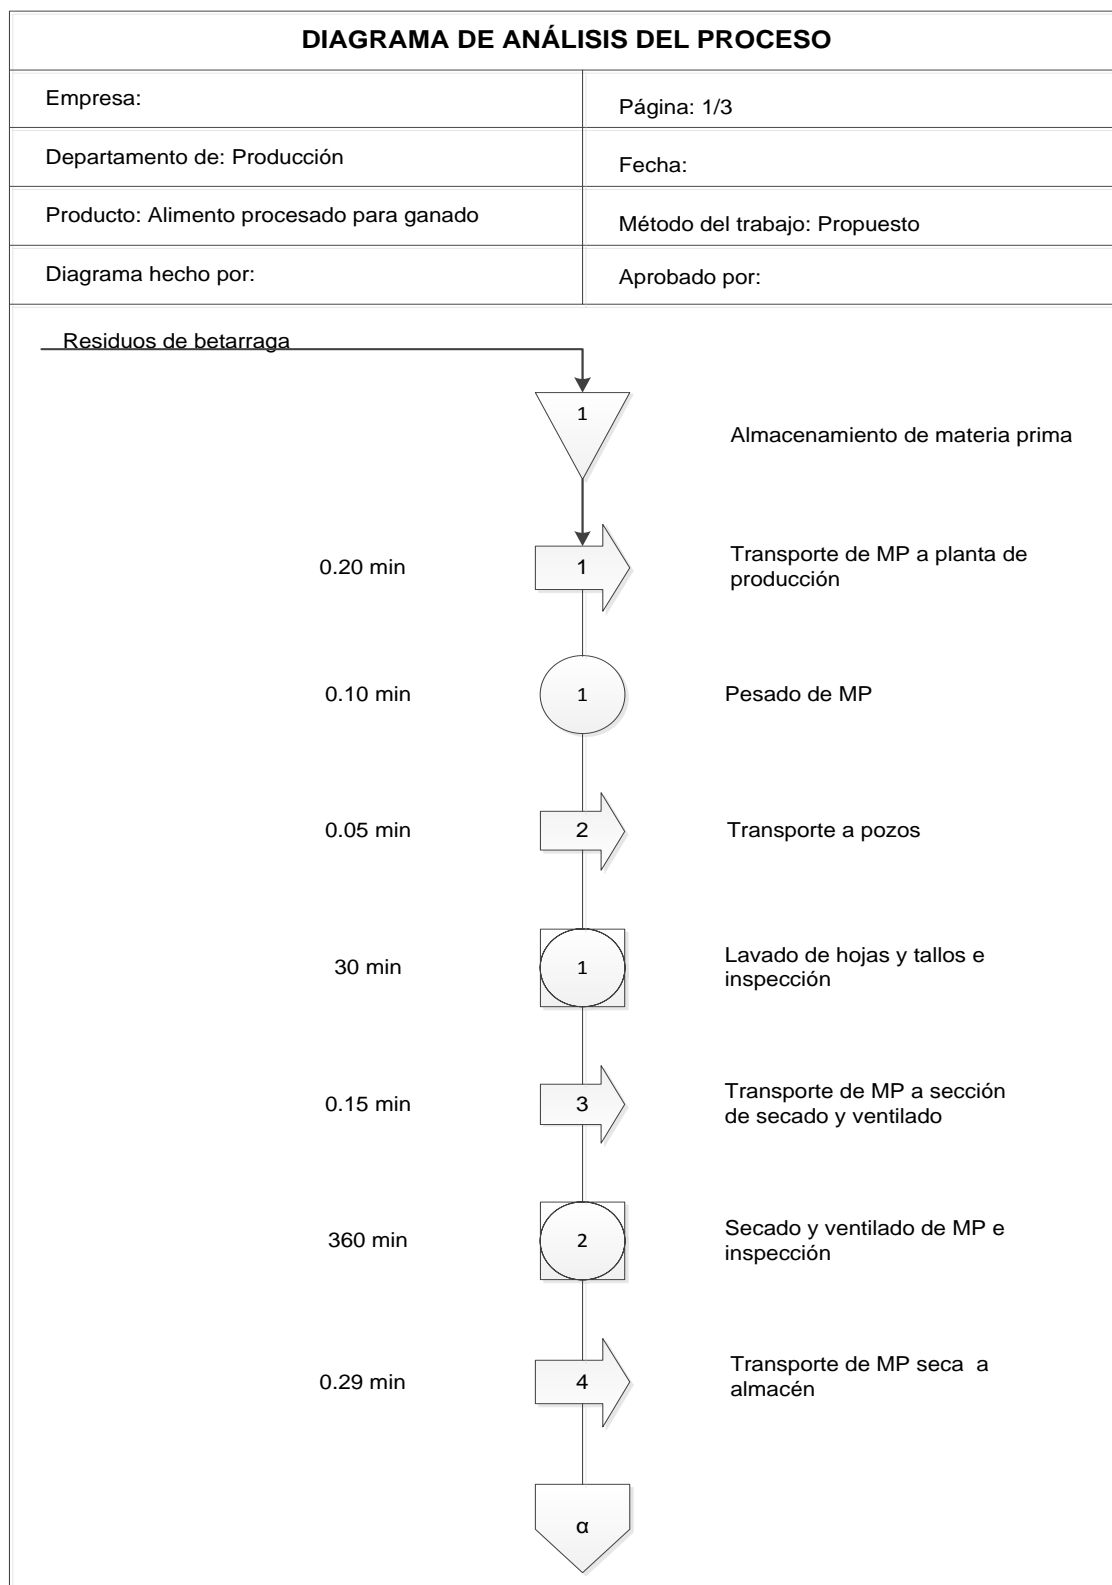 DIAGRAMA DE ANÁLISIS DEL PROCESO
Empresa:
Página: 1/3
Departamento de: Producción
Fecha:
Producto: Alimento procesado para ganado
Método del trabajo: Propuesto
Diagrama hecho por:
Aprobado por:
Residuos de betarraga
1
Almacenamiento de materia prima
0.20 min
1
Transporte de MP a planta de
producción
0.10 min
1
Pesado de MP
0.05 min
2
Transporte a pozos
30 min
1
Lavado de hojas y tallos e
inspección
0.15 min
3
Transporte de MP a sección
de secado y ventilado
360 min
2
Secado y ventilado de MP e
inspección
0.29 min
4
Transporte de MP seca a
almacén
α